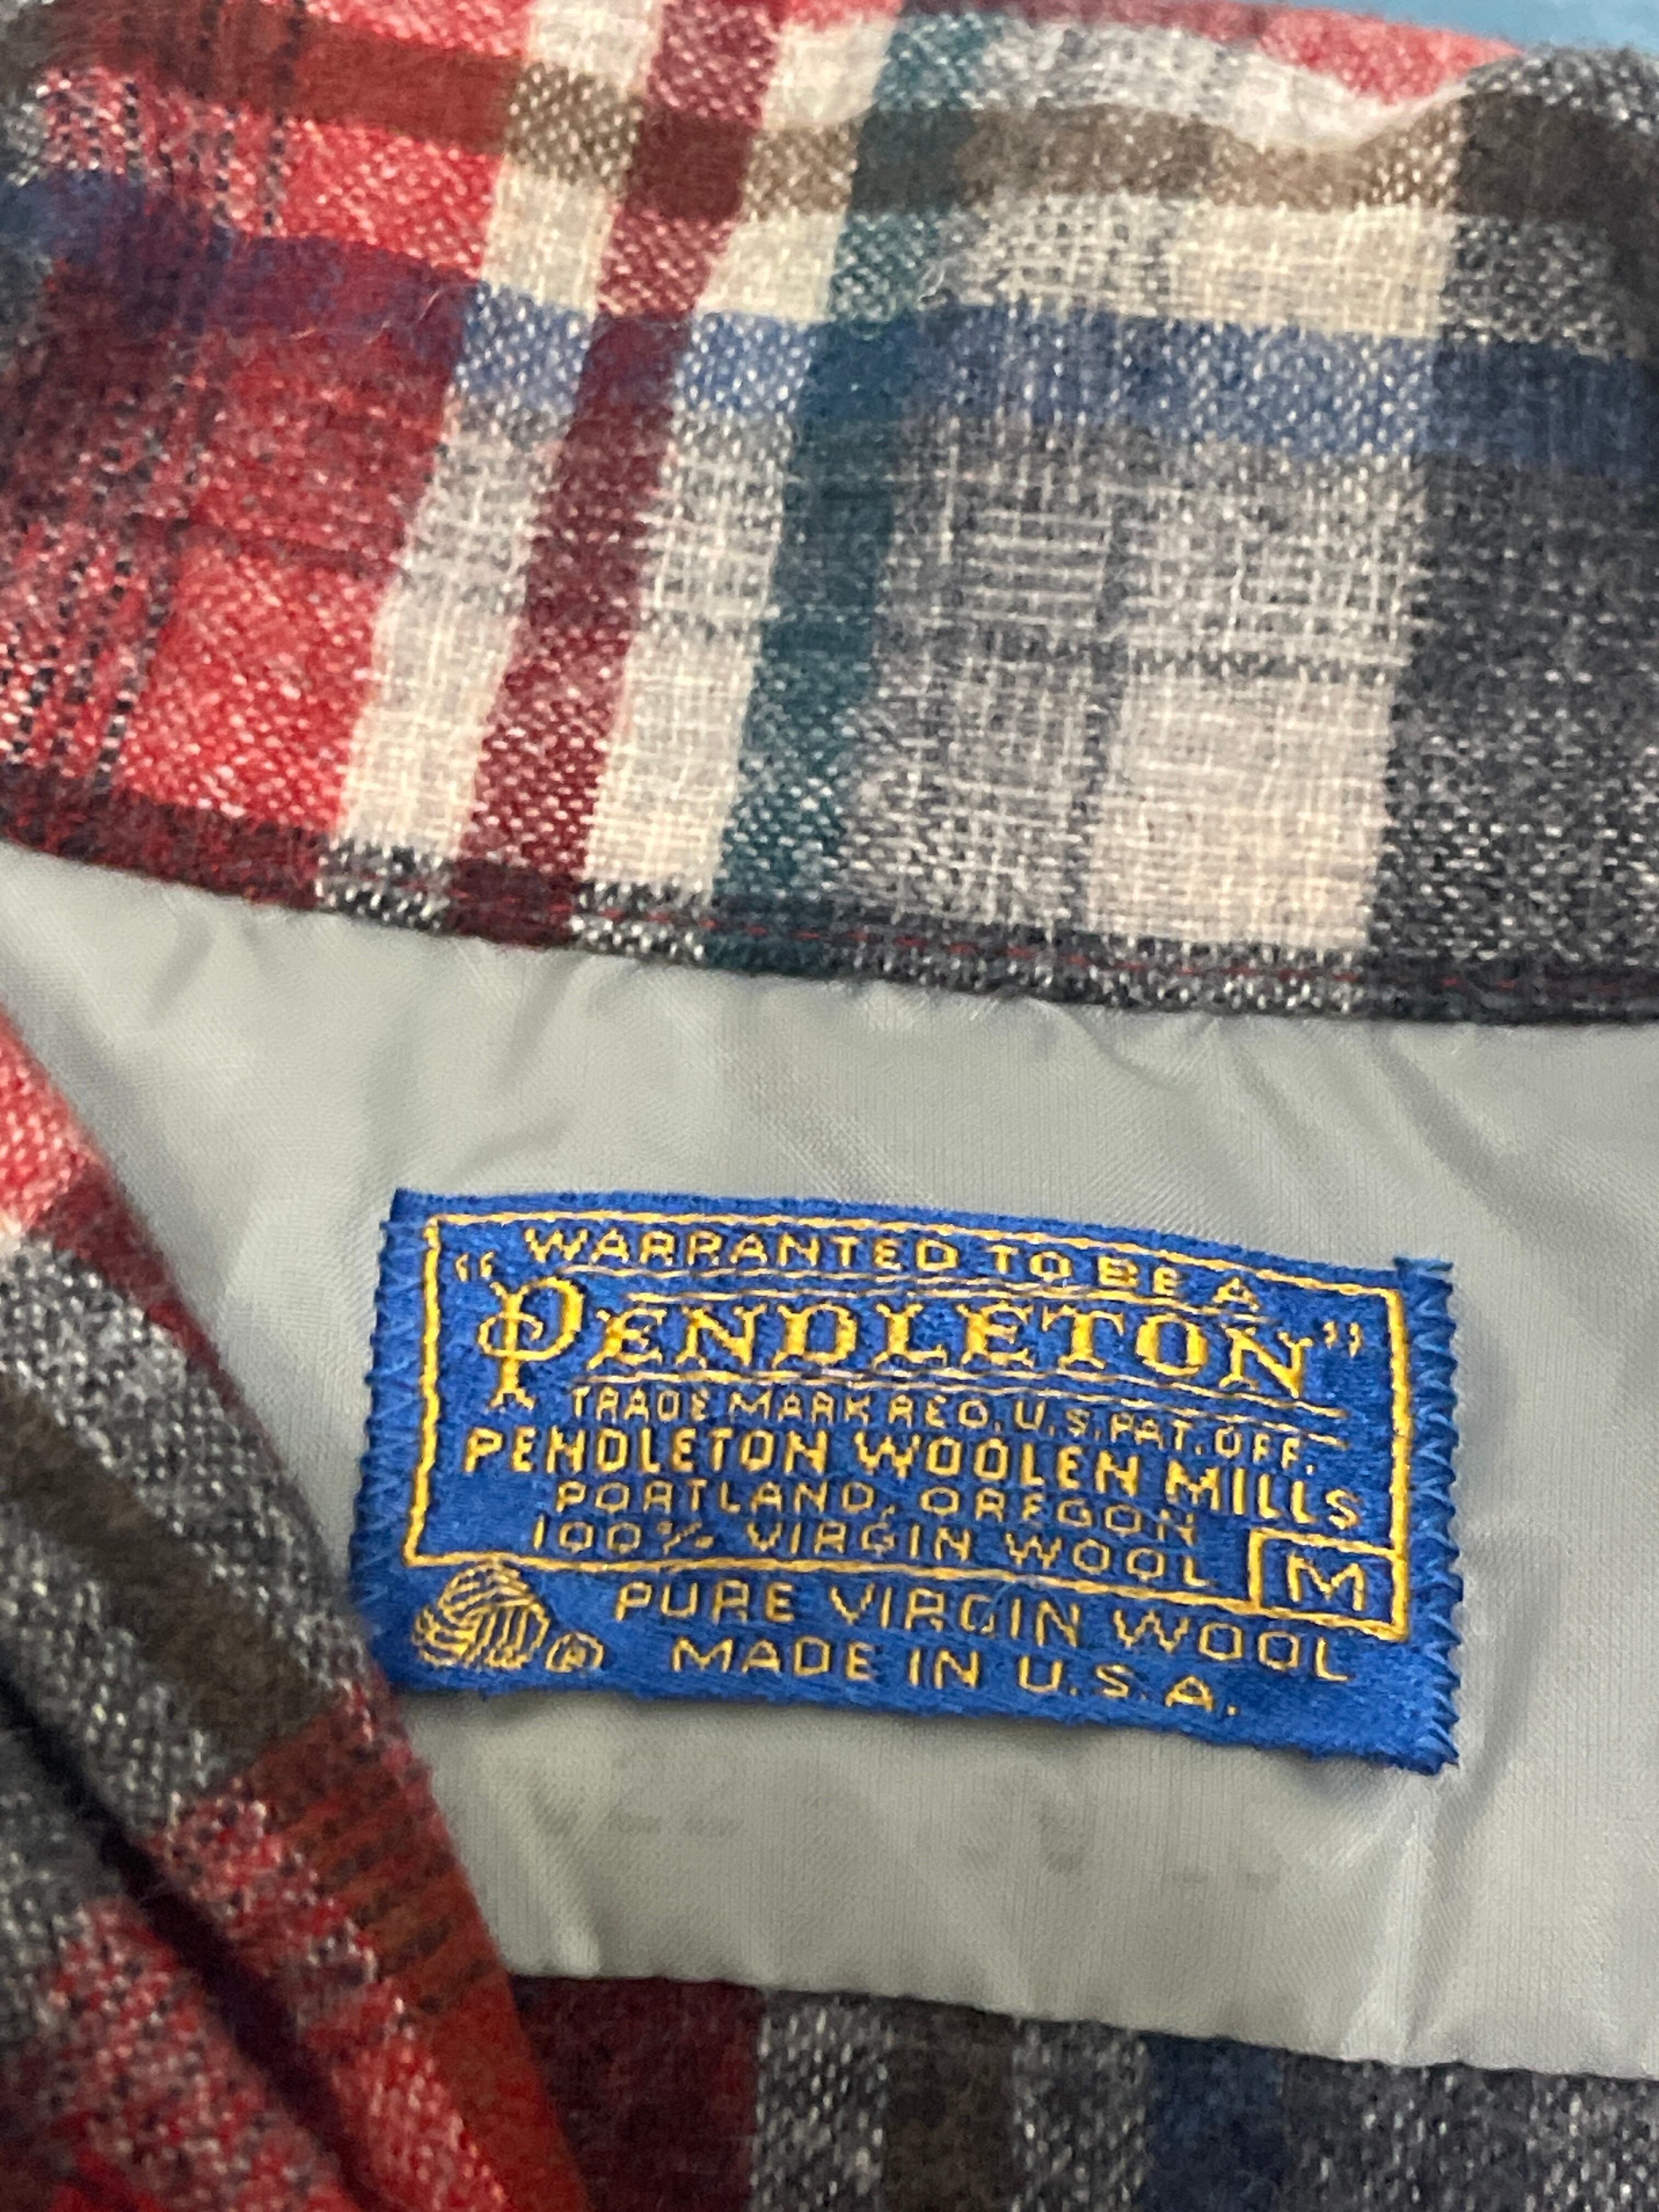 WARRANTED TO BE A
"PENDLETON"
TRADE MARK REG. U.S. PAT. OFF.
PENDLETON WOOLEN MILLS
PORTLAND, OREGON
100% VIRGIN WOOL M
PURE VIRGIN WOOL
® MADE IN U.S.A.